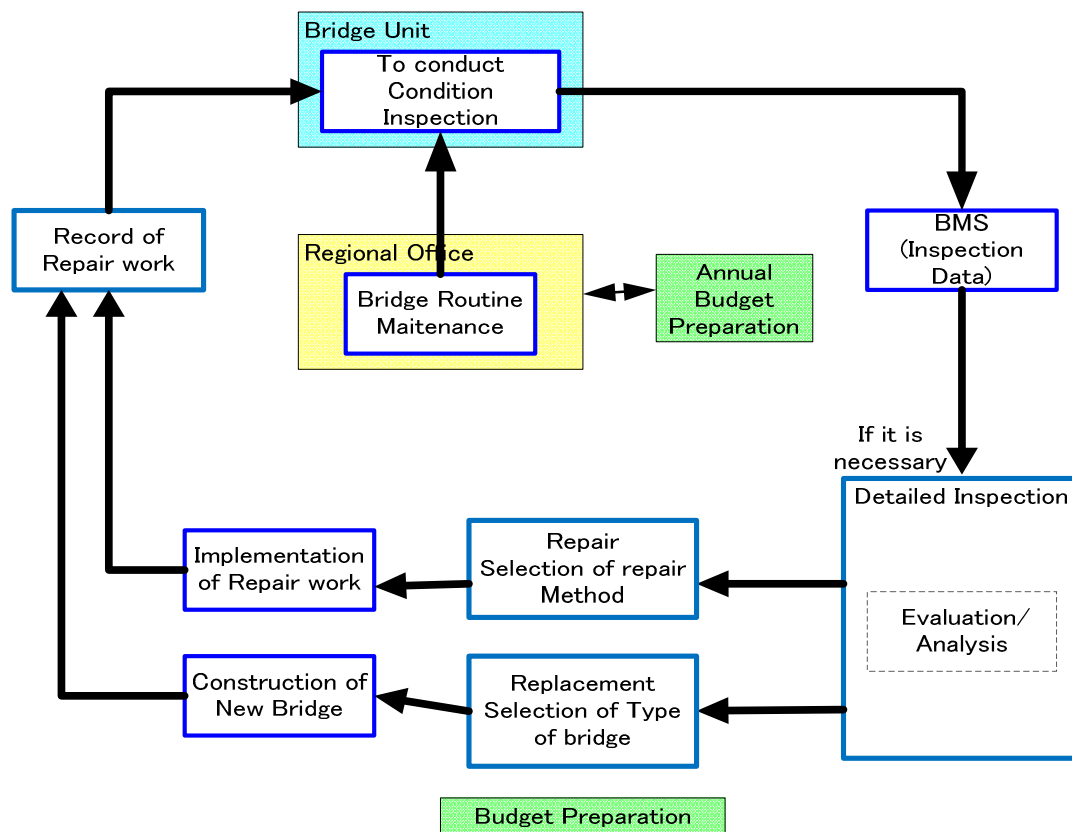 Bridge Unit
To conduct
Condition
Inspection
Record of
Repair work
Regional Office
Bridge Routine
Maitenance
Annual
Budget
Preparation
BMS
(Inspection
Data)
If it is
necessary
Detailed Inspection
Evaluation/
Analysis
Repair
Selection of repair
Method
Implementation
of Repair work
Replacement
Selection of Type
of bridge
Construction of
New Bridge
Budget Preparation